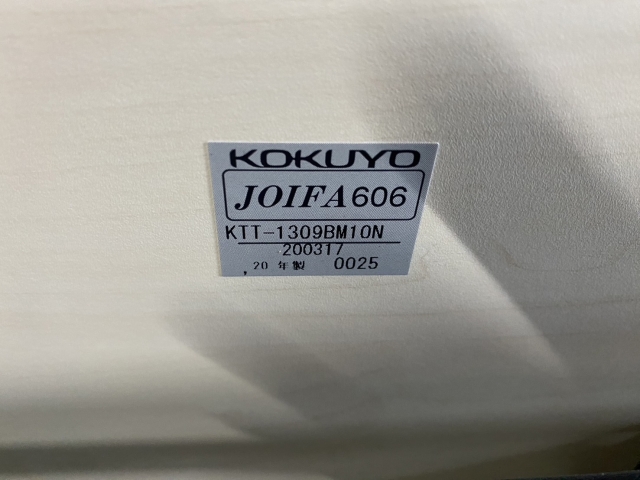 KOKUYO
JOIFA606
KTT-1309BM10N
200317
'20 年製 0025